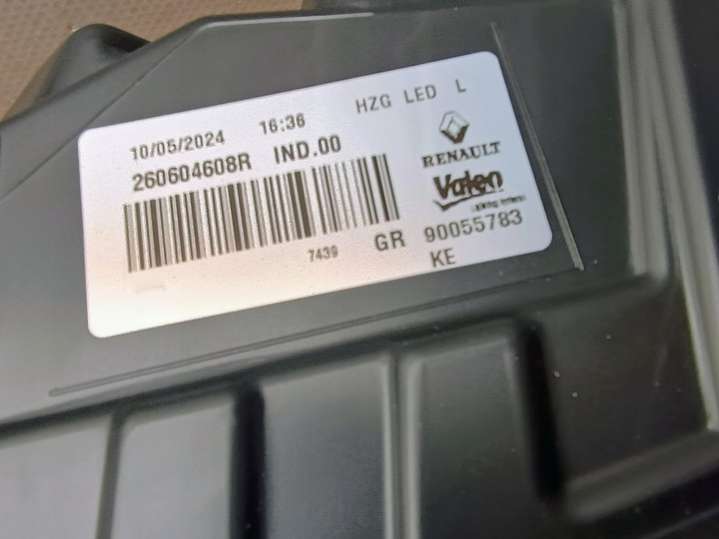 HZG LED L
10/05/2024 16:36
260604608R IND.00
RENAULT
Valeo
7439 GR 90055783
KE